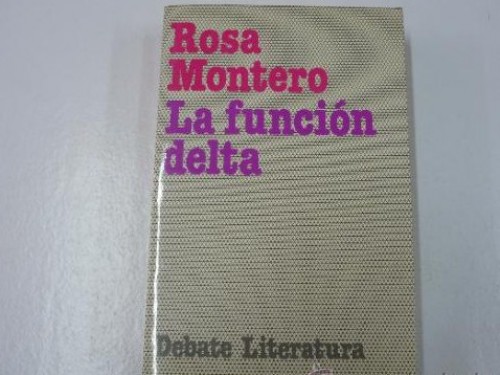 Rosa
Montero
La función
delta
Debate Literatura